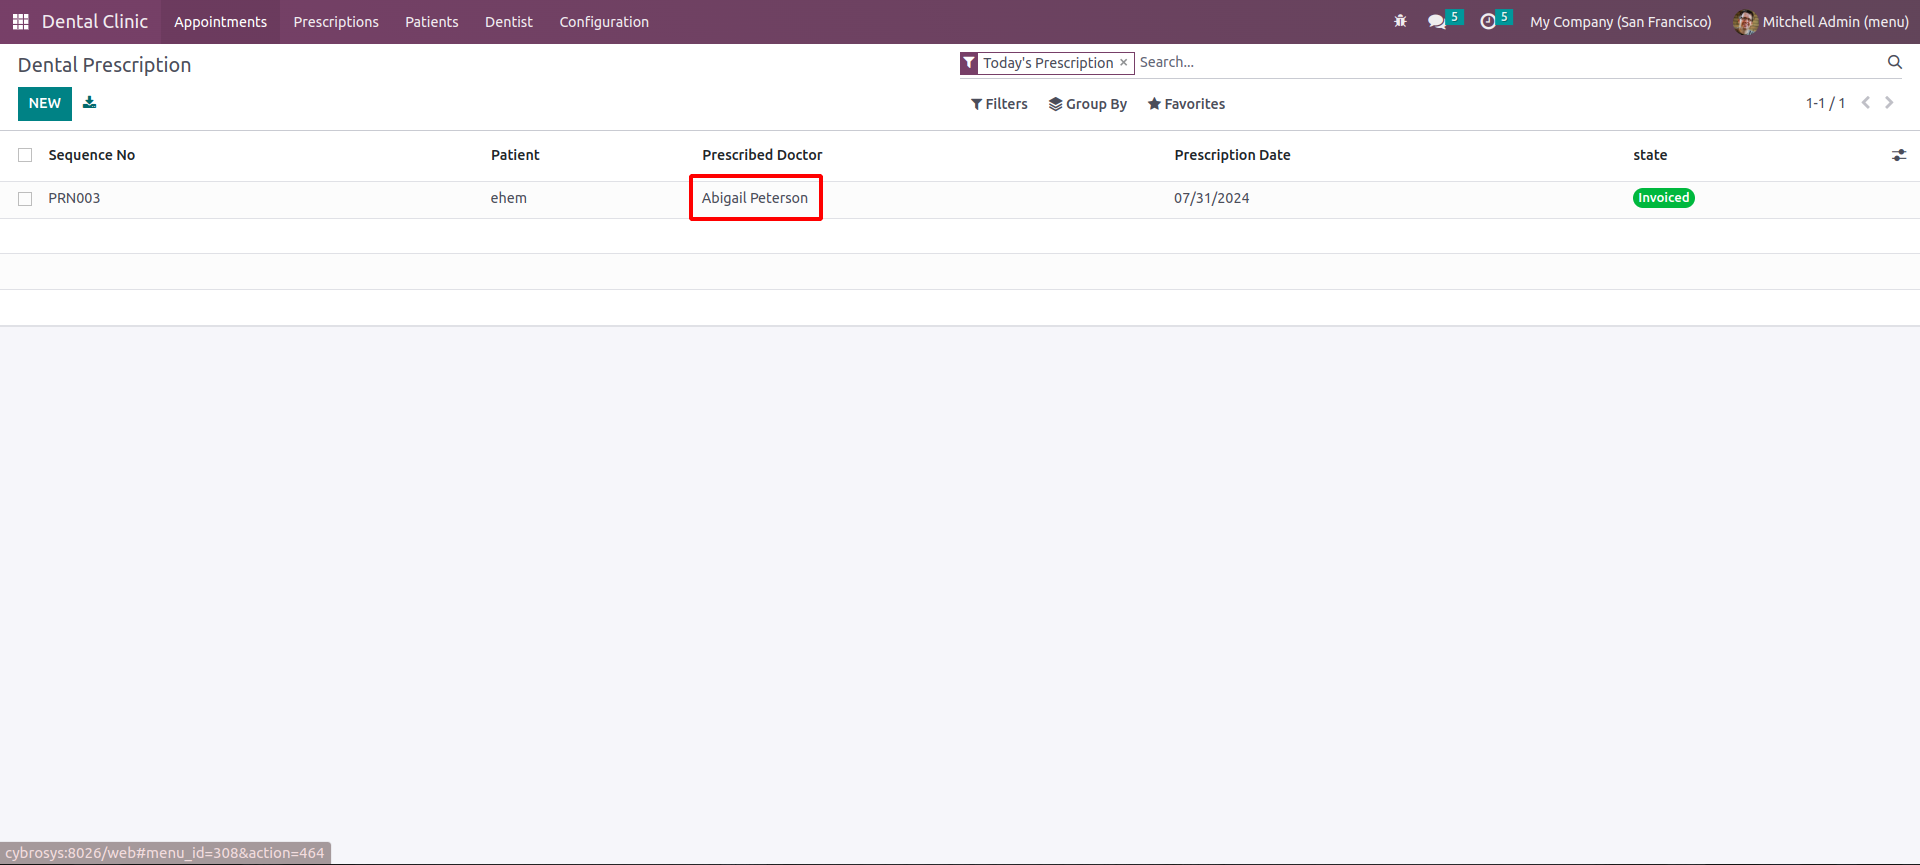 Dental Clinic Appointments Prescriptions Patients Dentist Configuration 5 5 My Company (San Francisco) Mitchell Admin (menu)
Dental Prescription Today's Prescription × Search...
NEW Filters Group By Favorites 1-1 / 1
Sequence No Patient Prescribed Doctor Prescription Date state
PRN003 ehem Abigail Peterson 07/31/2024 Invoiced
cybrosys:8026/web#menu_id=308&action=464